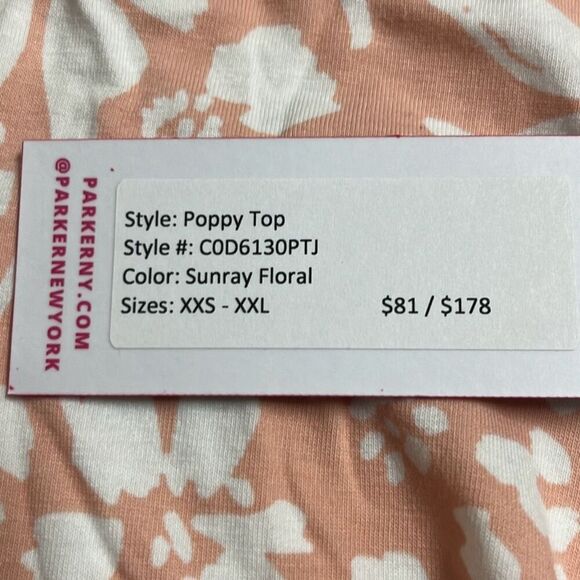 PARKERNY.COM
@PARKERNEWYORK
Style: Poppy Top
Style #: C0D6130PTJ
Color: Sunray Floral
Sizes: XXS - XXL $81 / $178